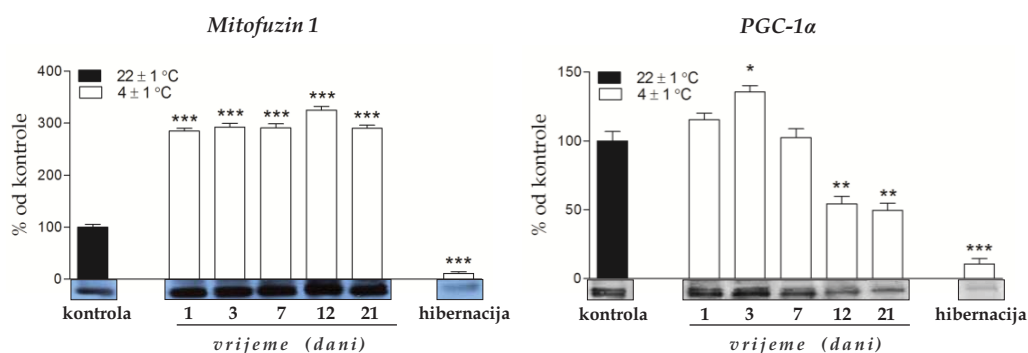 Mitofuzin 1
% od kontrole
400
300
200
100
0
22 ± 1 °C
4 ± 1 °C
***
***
***
***
***
***
kontrola
1 3 7 12 21
hibernacija
vrijeme (dani)
PGC-1α
% od kontrole
150
100
50
0
22 ± 1 °C
4 ± 1 °C
*
**
**
***
kontrola
1 3 7 12 21
hibernacija
vrijeme (dani)